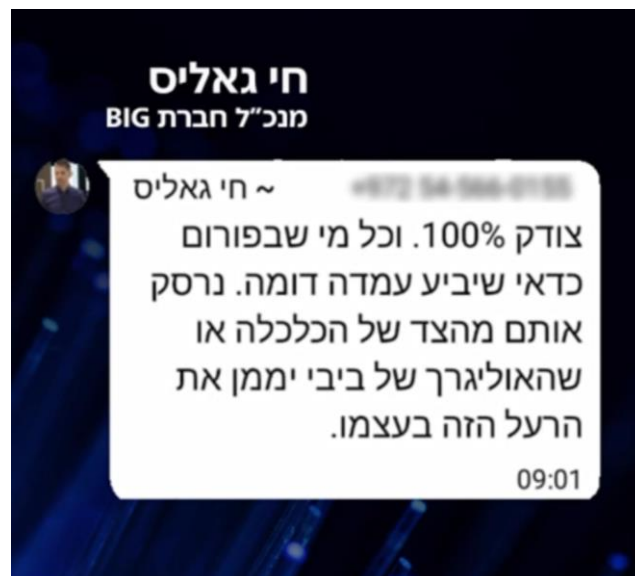 חי גאליס
מנכ״ל חברת BIG
~ חי גאליס
צודק 100%. וכל מי שבפורום
כדאי שיביע עמדה דומה. נרסק
אותם מהצד של הכלכלה או
שהאוליגרך של ביבי יממן את
הרעל הזה בעצמו.
09:01